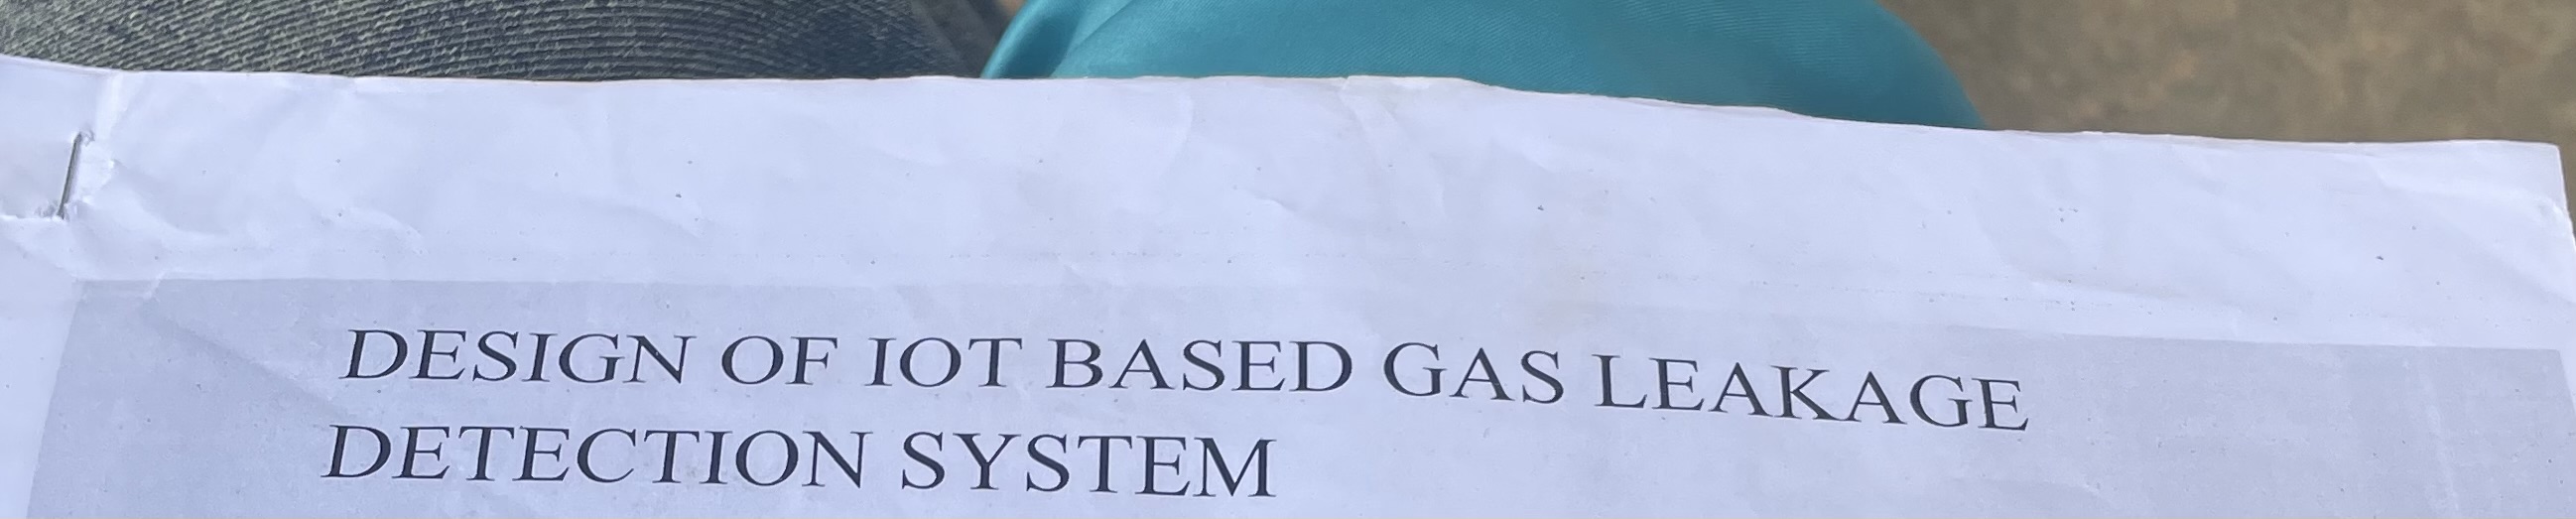 DESIGN OF IOT BASED GAS LEAKAGE
DETECTION SYSTEM